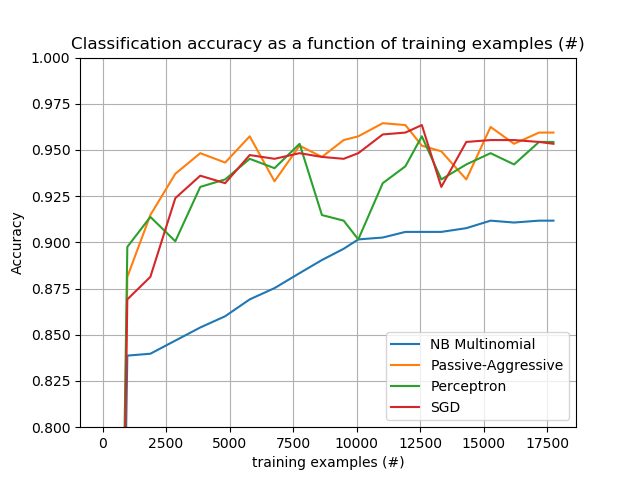 Classification accuracy as a function of training examples (#)
1.000
0.975
0.950
0.925
0.900
0.875
0.850
0.825
0.800
Accuracy
NB Multinomial
Passive-Aggressive
Perceptron
SGD
0 2500 5000 7500 10000 12500 15000 17500
training examples (#)